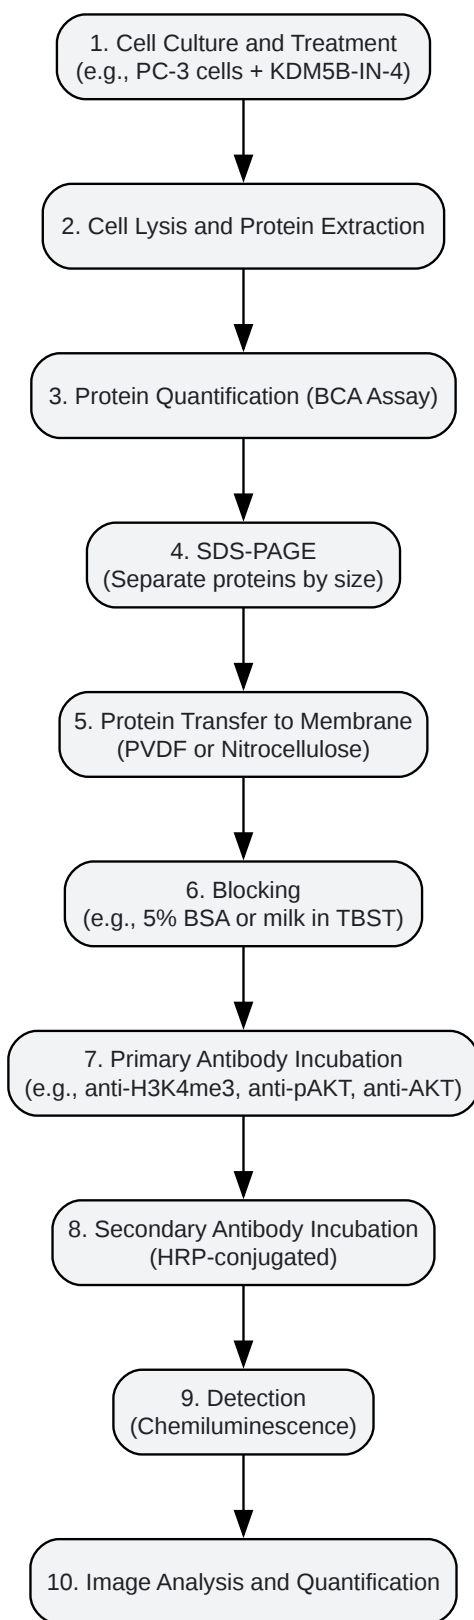 1. Cell Culture and Treatment
(e.g., PC-3 cells + KDM5B-IN-4)
2. Cell Lysis and Protein Extraction
3. Protein Quantification (BCA Assay)
4. SDS-PAGE
(Separate proteins by size)
5. Protein Transfer to Membrane
(PVDF or Nitrocellulose)
6. Blocking
(e.g., 5% BSA or milk in TBST)
7. Primary Antibody Incubation
(e.g., anti-H3K4me3, anti-pAKT, anti-AKT)
8. Secondary Antibody Incubation
(HRP-conjugated)
9. Detection
(Chemiluminescence)
10. Image Analysis and Quantification